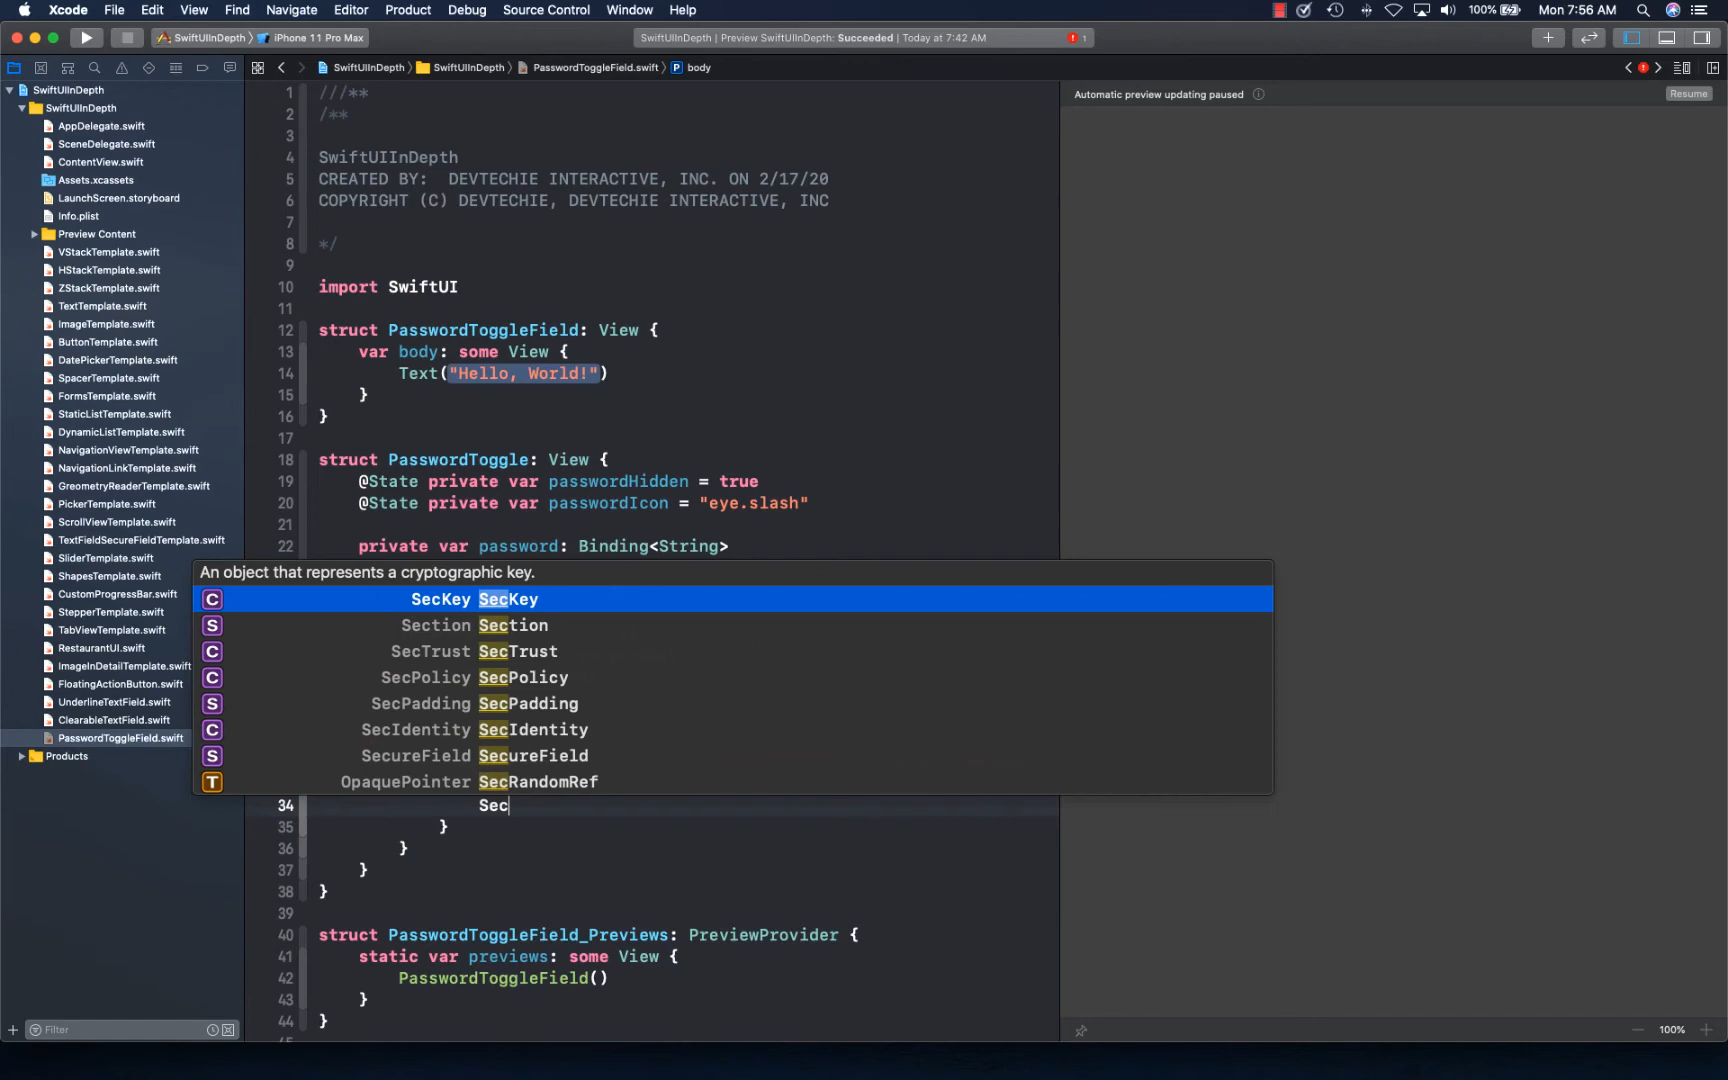 Xcode File Edit View Find Navigate Editor Product Debug Source Control Window Help 100% Mon 7:56 AM
SwiftUIInDepth iPhone 11 Pro Max SwiftUIInDepth | Preview SwiftUIInDepth: Succeeded | Today at 7:42 AM 1
SwiftUIInDepth SwiftUIInDepth PasswordToggleField.swift P body
Automatic preview updating paused Resume
SwiftUIInDepth
SwiftUIInDepth
AppDelegate.swift
SceneDelegate.swift
ContentView.swift
Assets.xcassets
LaunchScreen.storyboard
Info.plist
Preview Content
VStackTemplate.swift
HStackTemplate.swift
ZStackTemplate.swift
TextTemplate.swift
ImageTemplate.swift
ButtonTemplate.swift
DatePickerTemplate.swift
SpacerTemplate.swift
FormsTemplate.swift
StaticListTemplate.swift
DynamicListTemplate.swift
NavigationViewTemplate.swift
NavigationLinkTemplate.swift
GreometryReaderTemplate.swift
PickerTemplate.swift
ScrollViewTemplate.swift
TextFieldSecureFieldTemplate.swift
SliderTemplate.swift
ShapesTemplate.swift
CustomProgressBar.swift
StepperTemplate.swift
TabViewTemplate.swift
RestaurantUI.swift
ImageInDetailTemplate.swift
FloatingActionButton.swift
UnderlineTextField.swift
ClearableTextField.swift
PasswordToggleField.swift
Products
Filter
1 ///**
2 /**
3
4 SwiftUIInDepth
5 CREATED BY:  DEVTECHIE INTERACTIVE, INC. ON 2/17/20
6 COPYRIGHT (C) DEVTECHIE, DEVTECHIE INTERACTIVE, INC
7
8 */
9
10 import SwiftUI
11
12 struct PasswordToggleField: View {
13 var body: some View {
14 Text("Hello, World!")
15 }
16 }
17
18 struct PasswordToggle: View {
19 @State private var passwordHidden = true
20 @State private var passwordIcon = "eye.slash"
21
22 private var password: Binding<String>
An object that represents a cryptographic key.
C SecKey SecKey
S Section Section
C SecTrust SecTrust
C SecPolicy SecPolicy
S SecPadding SecPadding
C SecIdentity SecIdentity
S SecureField SecureField
T OpaquePointer SecRandomRef
34 Sec
35 }
36 }
37 }
38 }
39
40 struct PasswordToggleField_Previews: PreviewProvider {
41 static var previews: some View {
42 PasswordToggleField()
43 }
44 }
100%